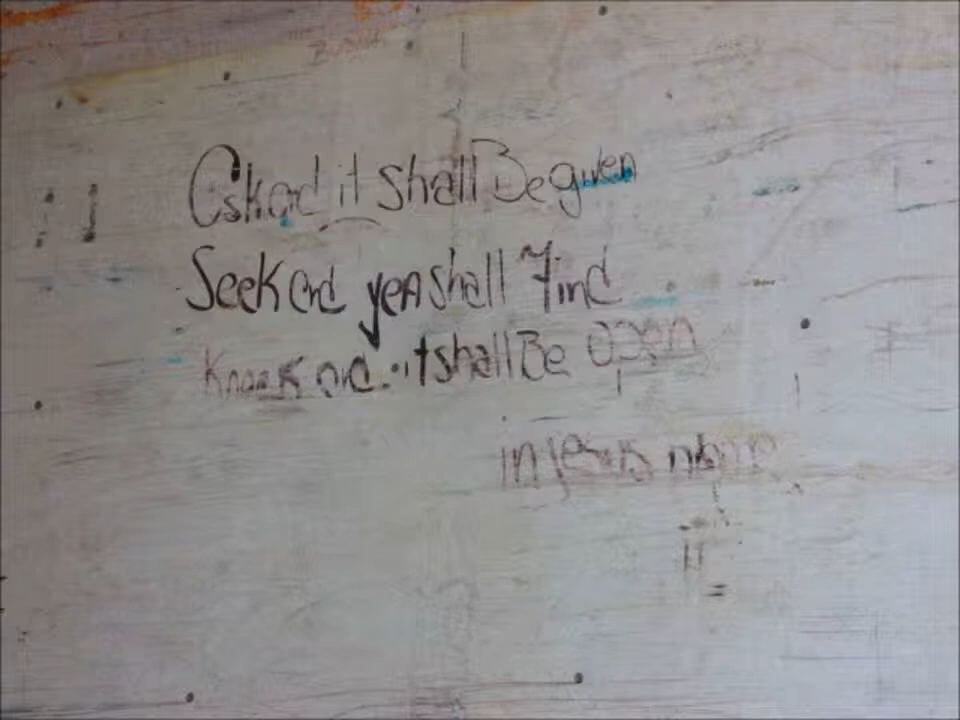 Ask and it shall Be given
Seek and yea shall Find
Knock and it shall Be open
in Jesus name